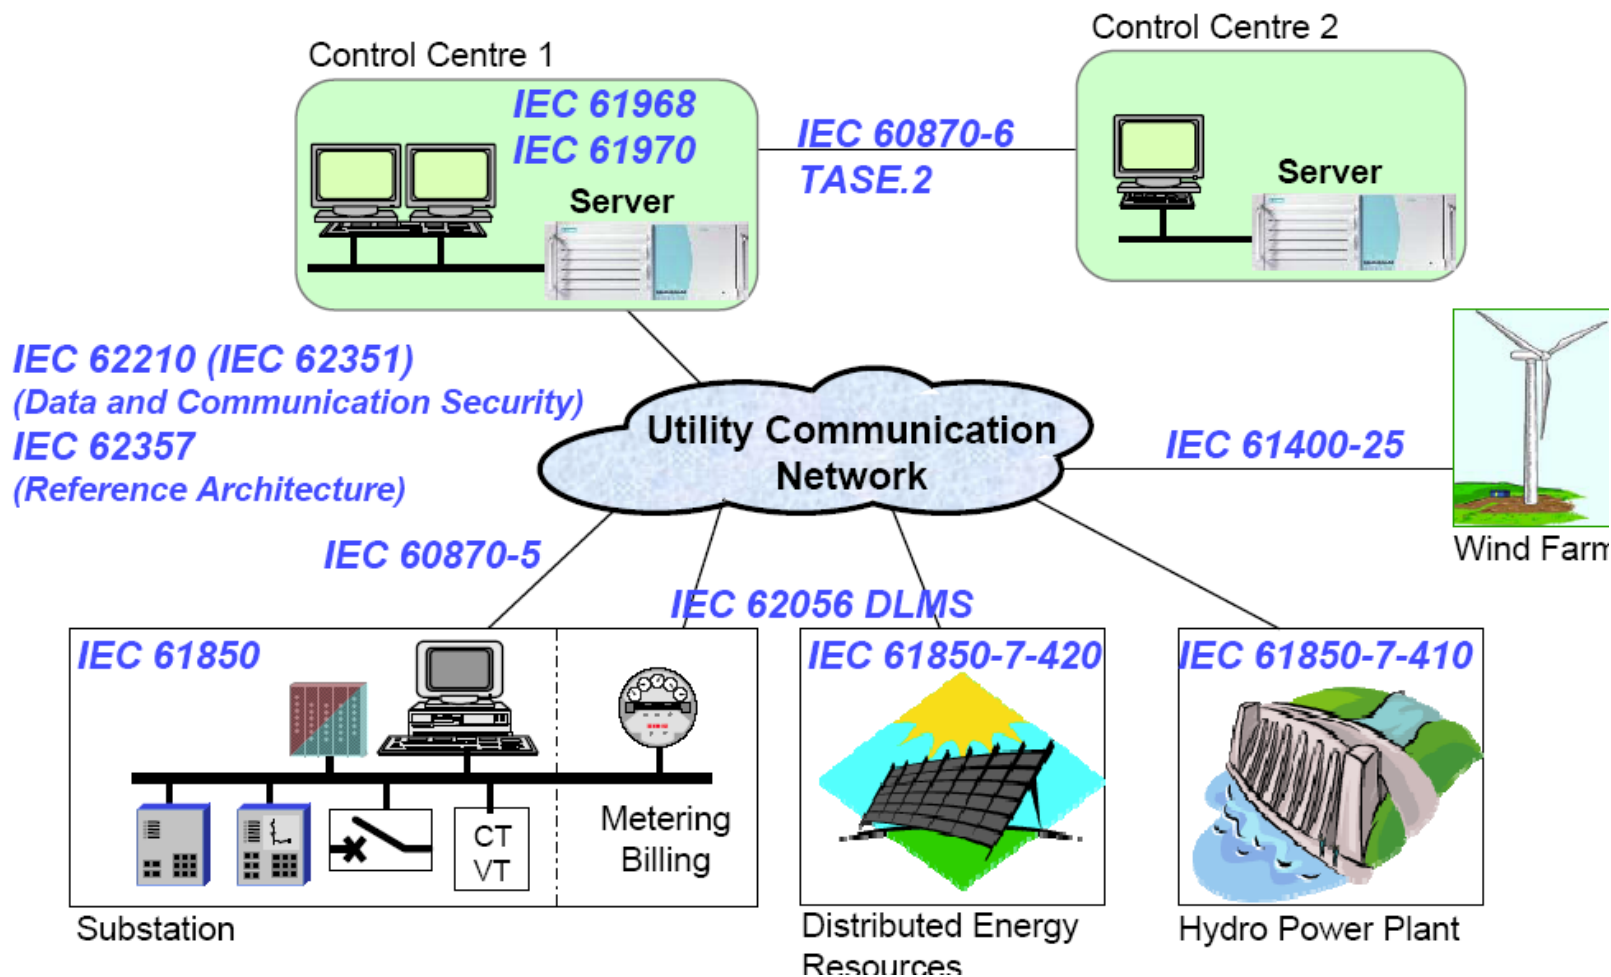 Control Centre 1
Control Centre 2
IEC 61968
IEC 61970
Server
IEC 60870-6
TASE.2
Server
IEC 62210 (IEC 62351)
(Data and Communication Security)
IEC 62357
(Reference Architecture)
Utility Communication
Network
IEC 61400-25
Wind Farm
IEC 60870-5
IEC 62056 DLMS
IEC 61850
IEC 61850-7-420
IEC 61850-7-410
CT
VT
Metering
Billing
Substation
Distributed Energy
Resources
Hydro Power Plant